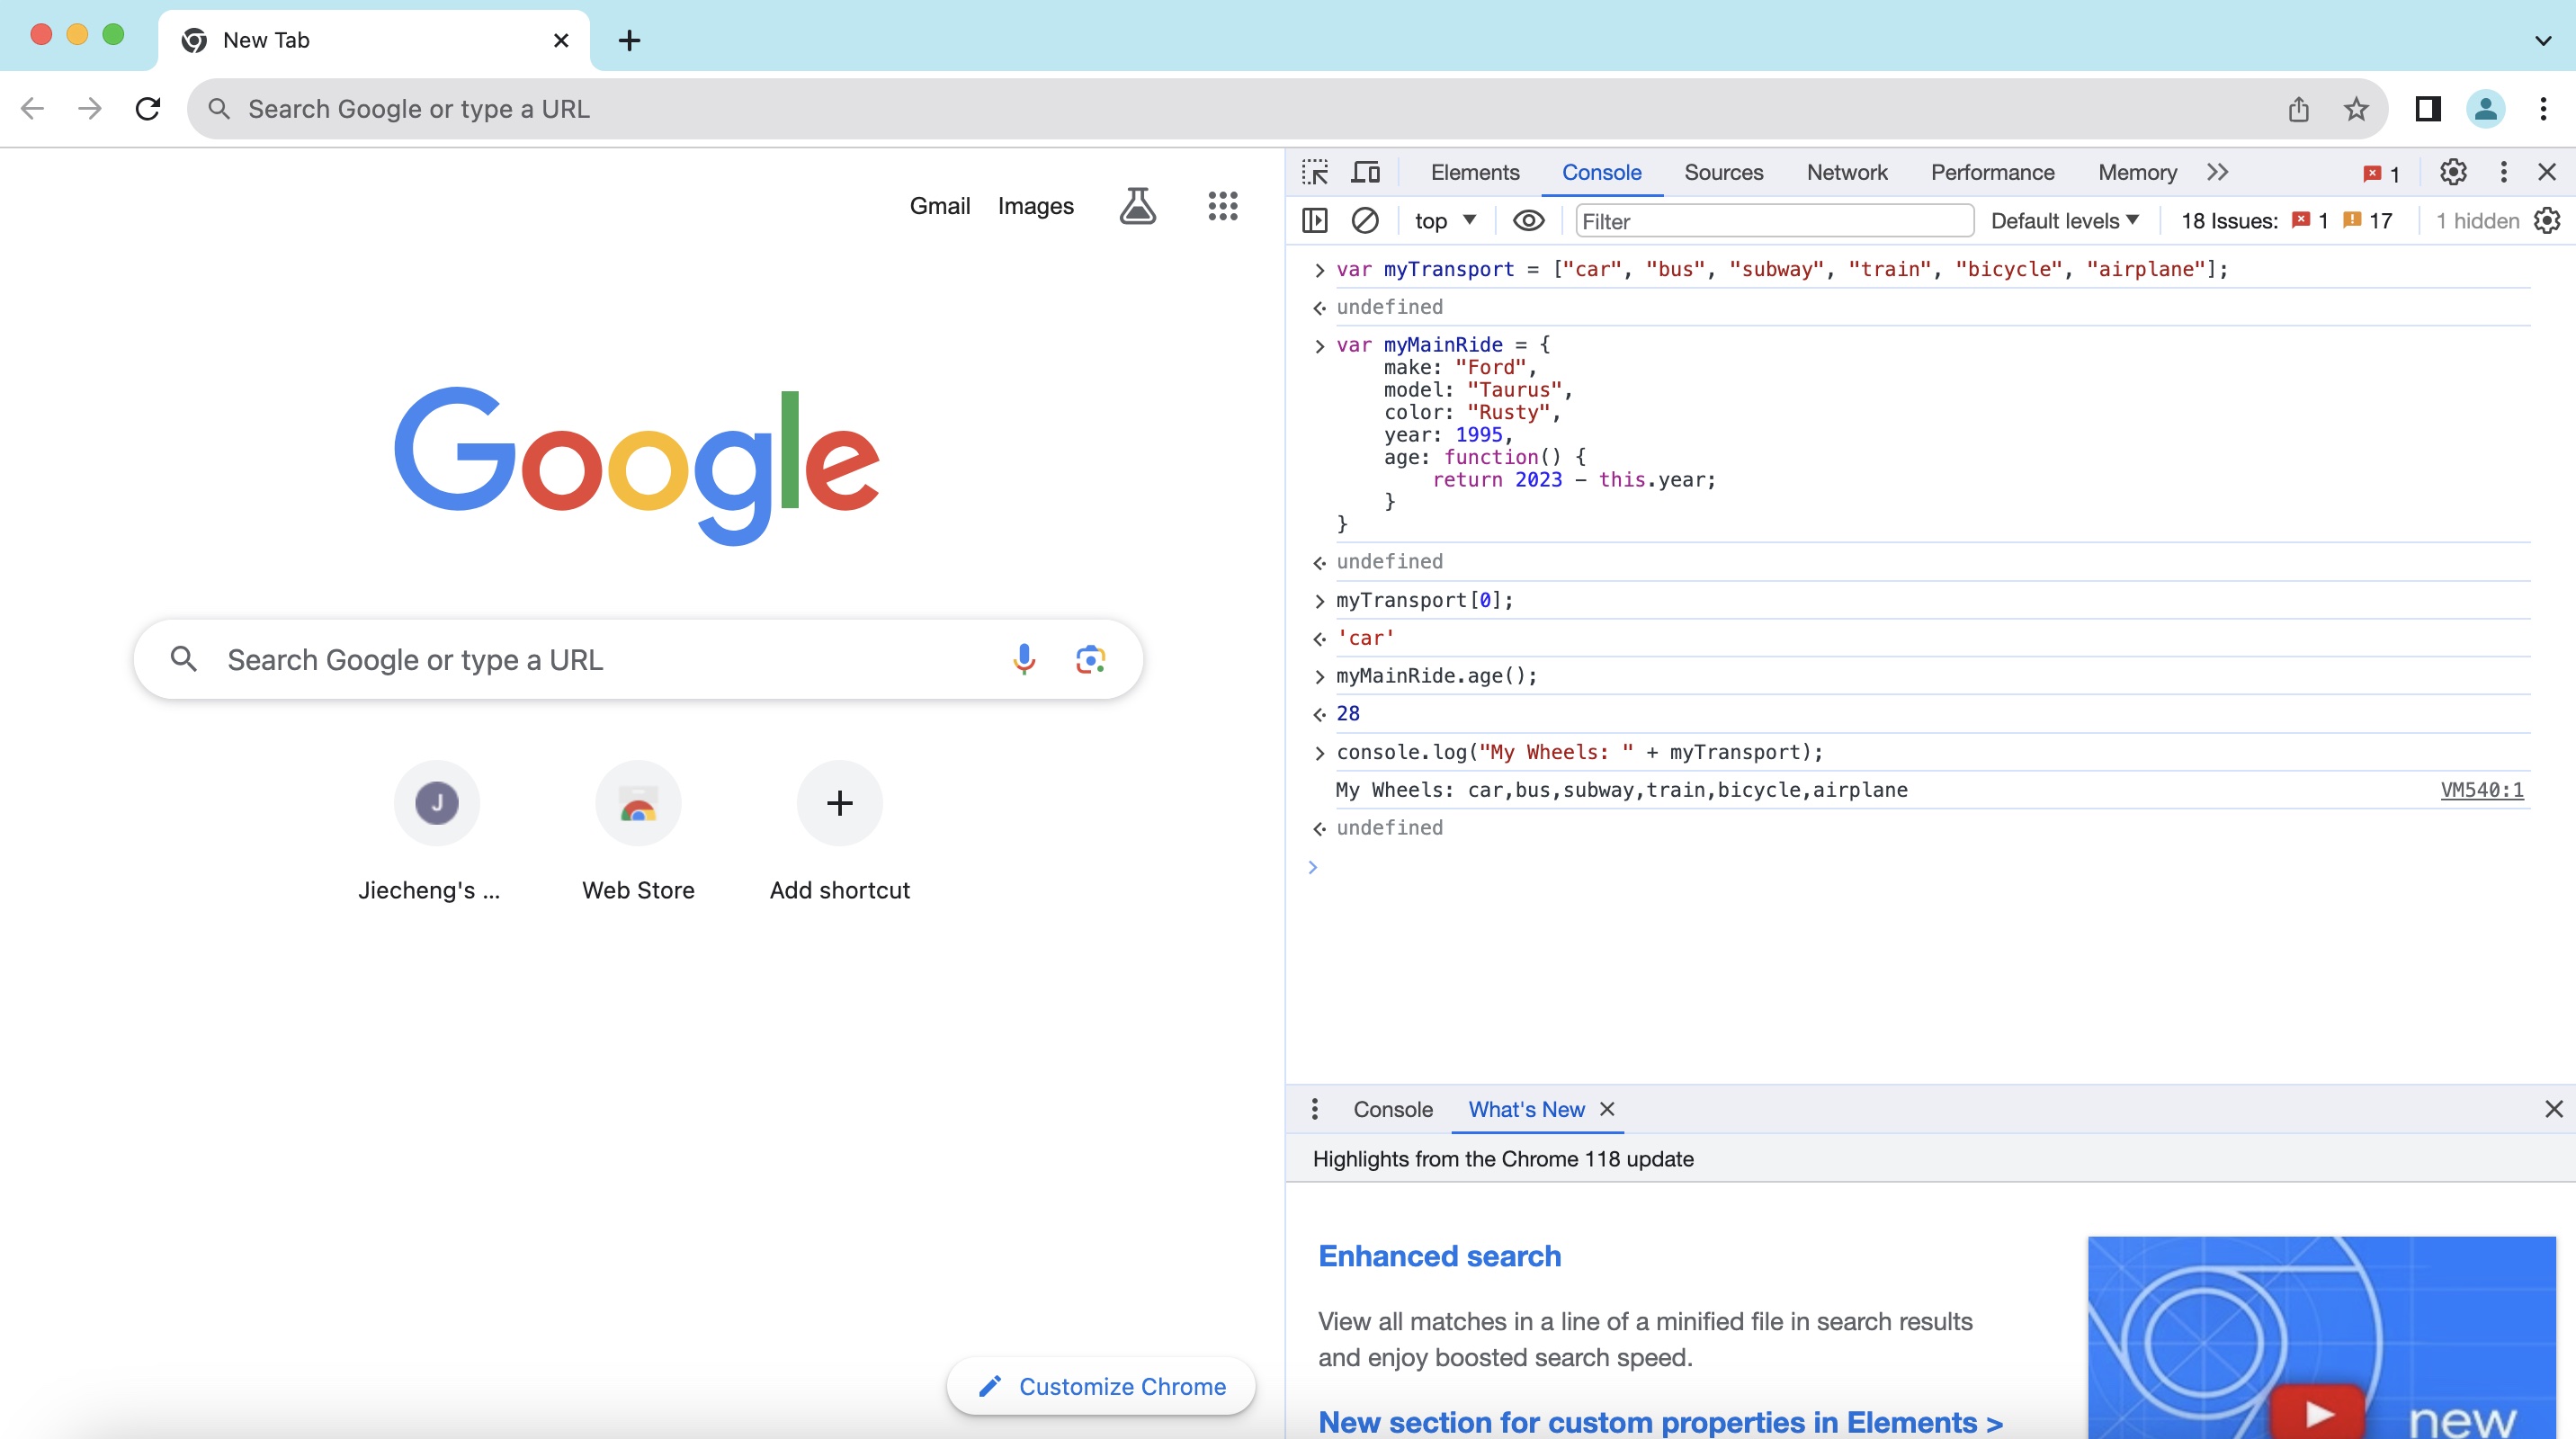 New Tab
Search Google or type a URL
Gmail Images
Google
Search Google or type a URL
J
Jiecheng's ...
Web Store
Add shortcut
Customize Chrome
Elements Console Sources Network Performance Memory 1
top Filter Default levels 18 Issues: 1 17 1 hidden
> var myTransport = ["car", "bus", "subway", "train", "bicycle", "airplane"];
undefined
> var myMainRide = {
make: "Ford",
model: "Taurus",
color: "Rusty",
year: 1995,
age: function() {
return 2023 - this.year;
}
}
undefined
> myTransport[0];
'car'
> myMainRide.age();
28
> console.log("My Wheels: " + myTransport);
My Wheels: car,bus,subway,train,bicycle,airplane VM540:1
undefined
>
Console What's New
Highlights from the Chrome 118 update
Enhanced search
View all matches in a line of a minified file in search results
and enjoy boosted search speed.
New section for custom properties in Elements >
new